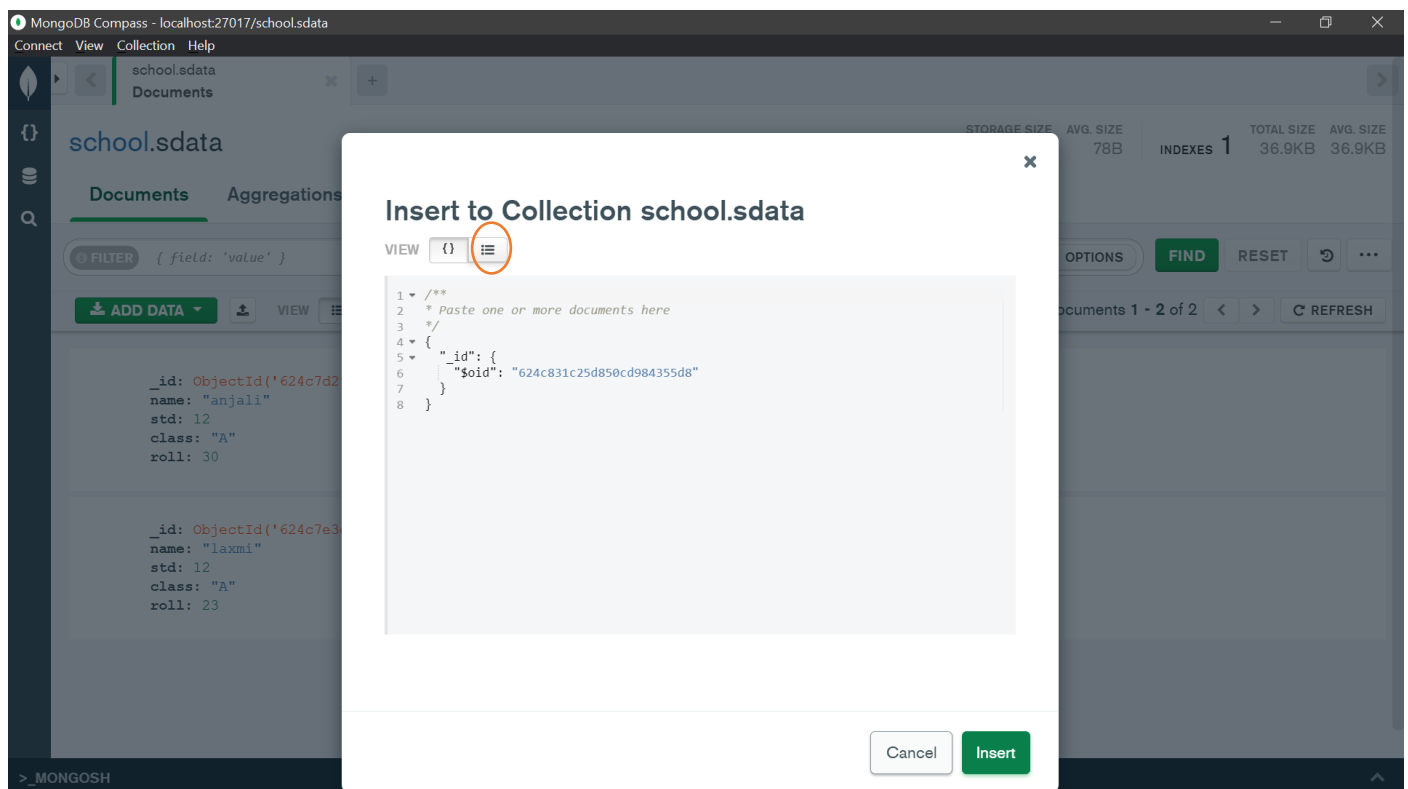 MongoDB Compass - localhost:27017/school.sdata
Connect View Collection Help
school.sdata
Documents
school.sdata
STORAGE SIZE AVG. SIZE
78B
INDEXES 1
TOTAL SIZE AVG. SIZE
36.9KB 36.9KB
Documents Aggregations
FILTER { field: 'value' }
OPTIONS FIND RESET
ADD DATA VIEW
ocuments 1 - 2 of 2 REFRESH
_id: ObjectId('624c7d2
name: "anjali"
std: 12
class: "A"
roll: 30
_id: ObjectId('624c7e3
name: "laxmi"
std: 12
class: "A"
roll: 23
Insert to Collection school.sdata
VIEW {}
1 /**
2 * Paste one or more documents here
3 */
4 {
5 "_id": {
6 "$oid": "624c831c25d850cd984355d8"
7 }
8 }
Cancel Insert
>_MONGOSH